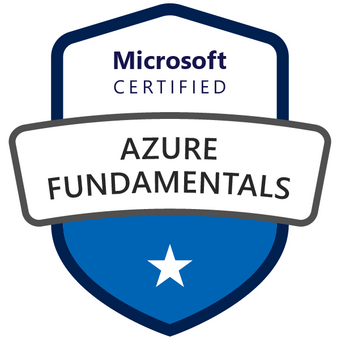 Microsoft
CERTIFIED
AZURE
FUNDAMENTALS